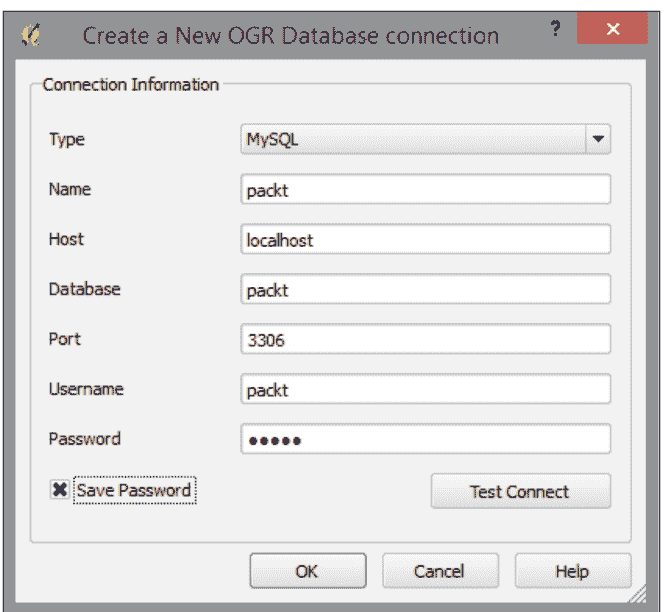 Create a New OGR Database connection ?
Connection Information
Type MySQL
Name packt
Host localhost
Database packt
Port 3306
Username packt
Password •••••
Save Password Test Connect
OK Cancel Help